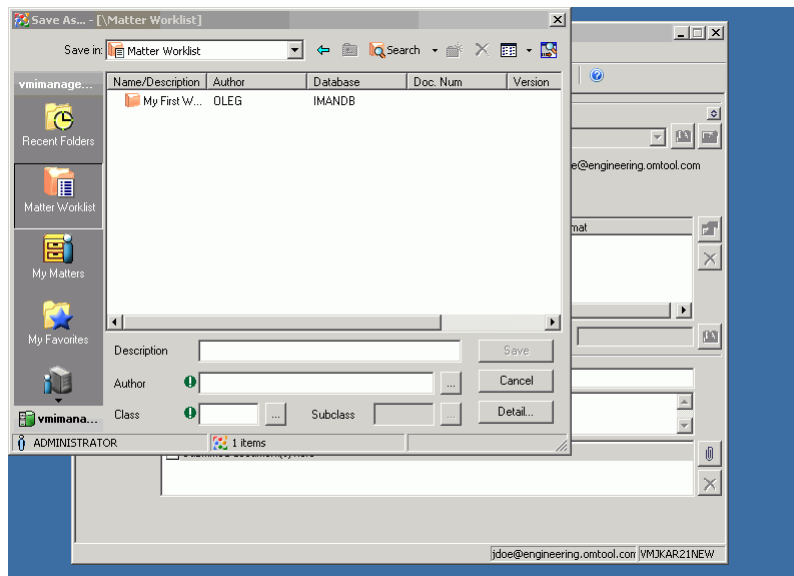 Save As... - [\Matter Worklist]
Save in: Matter Worklist
Search
vmimanage...
Name/Description Author Database Doc. Num Version
My First W... OLEG IMANDB
Recent Folders
e@engineering.omtool.com
Matter Worklist
mat
My Matters
My Favorites
Description
Save
Author
...
Cancel
Class
...
Subclass
...
Detail...
vmimana...
ADMINISTRATOR
1 items
jdoe@engineering.omtool.com VMJKAR21NEW